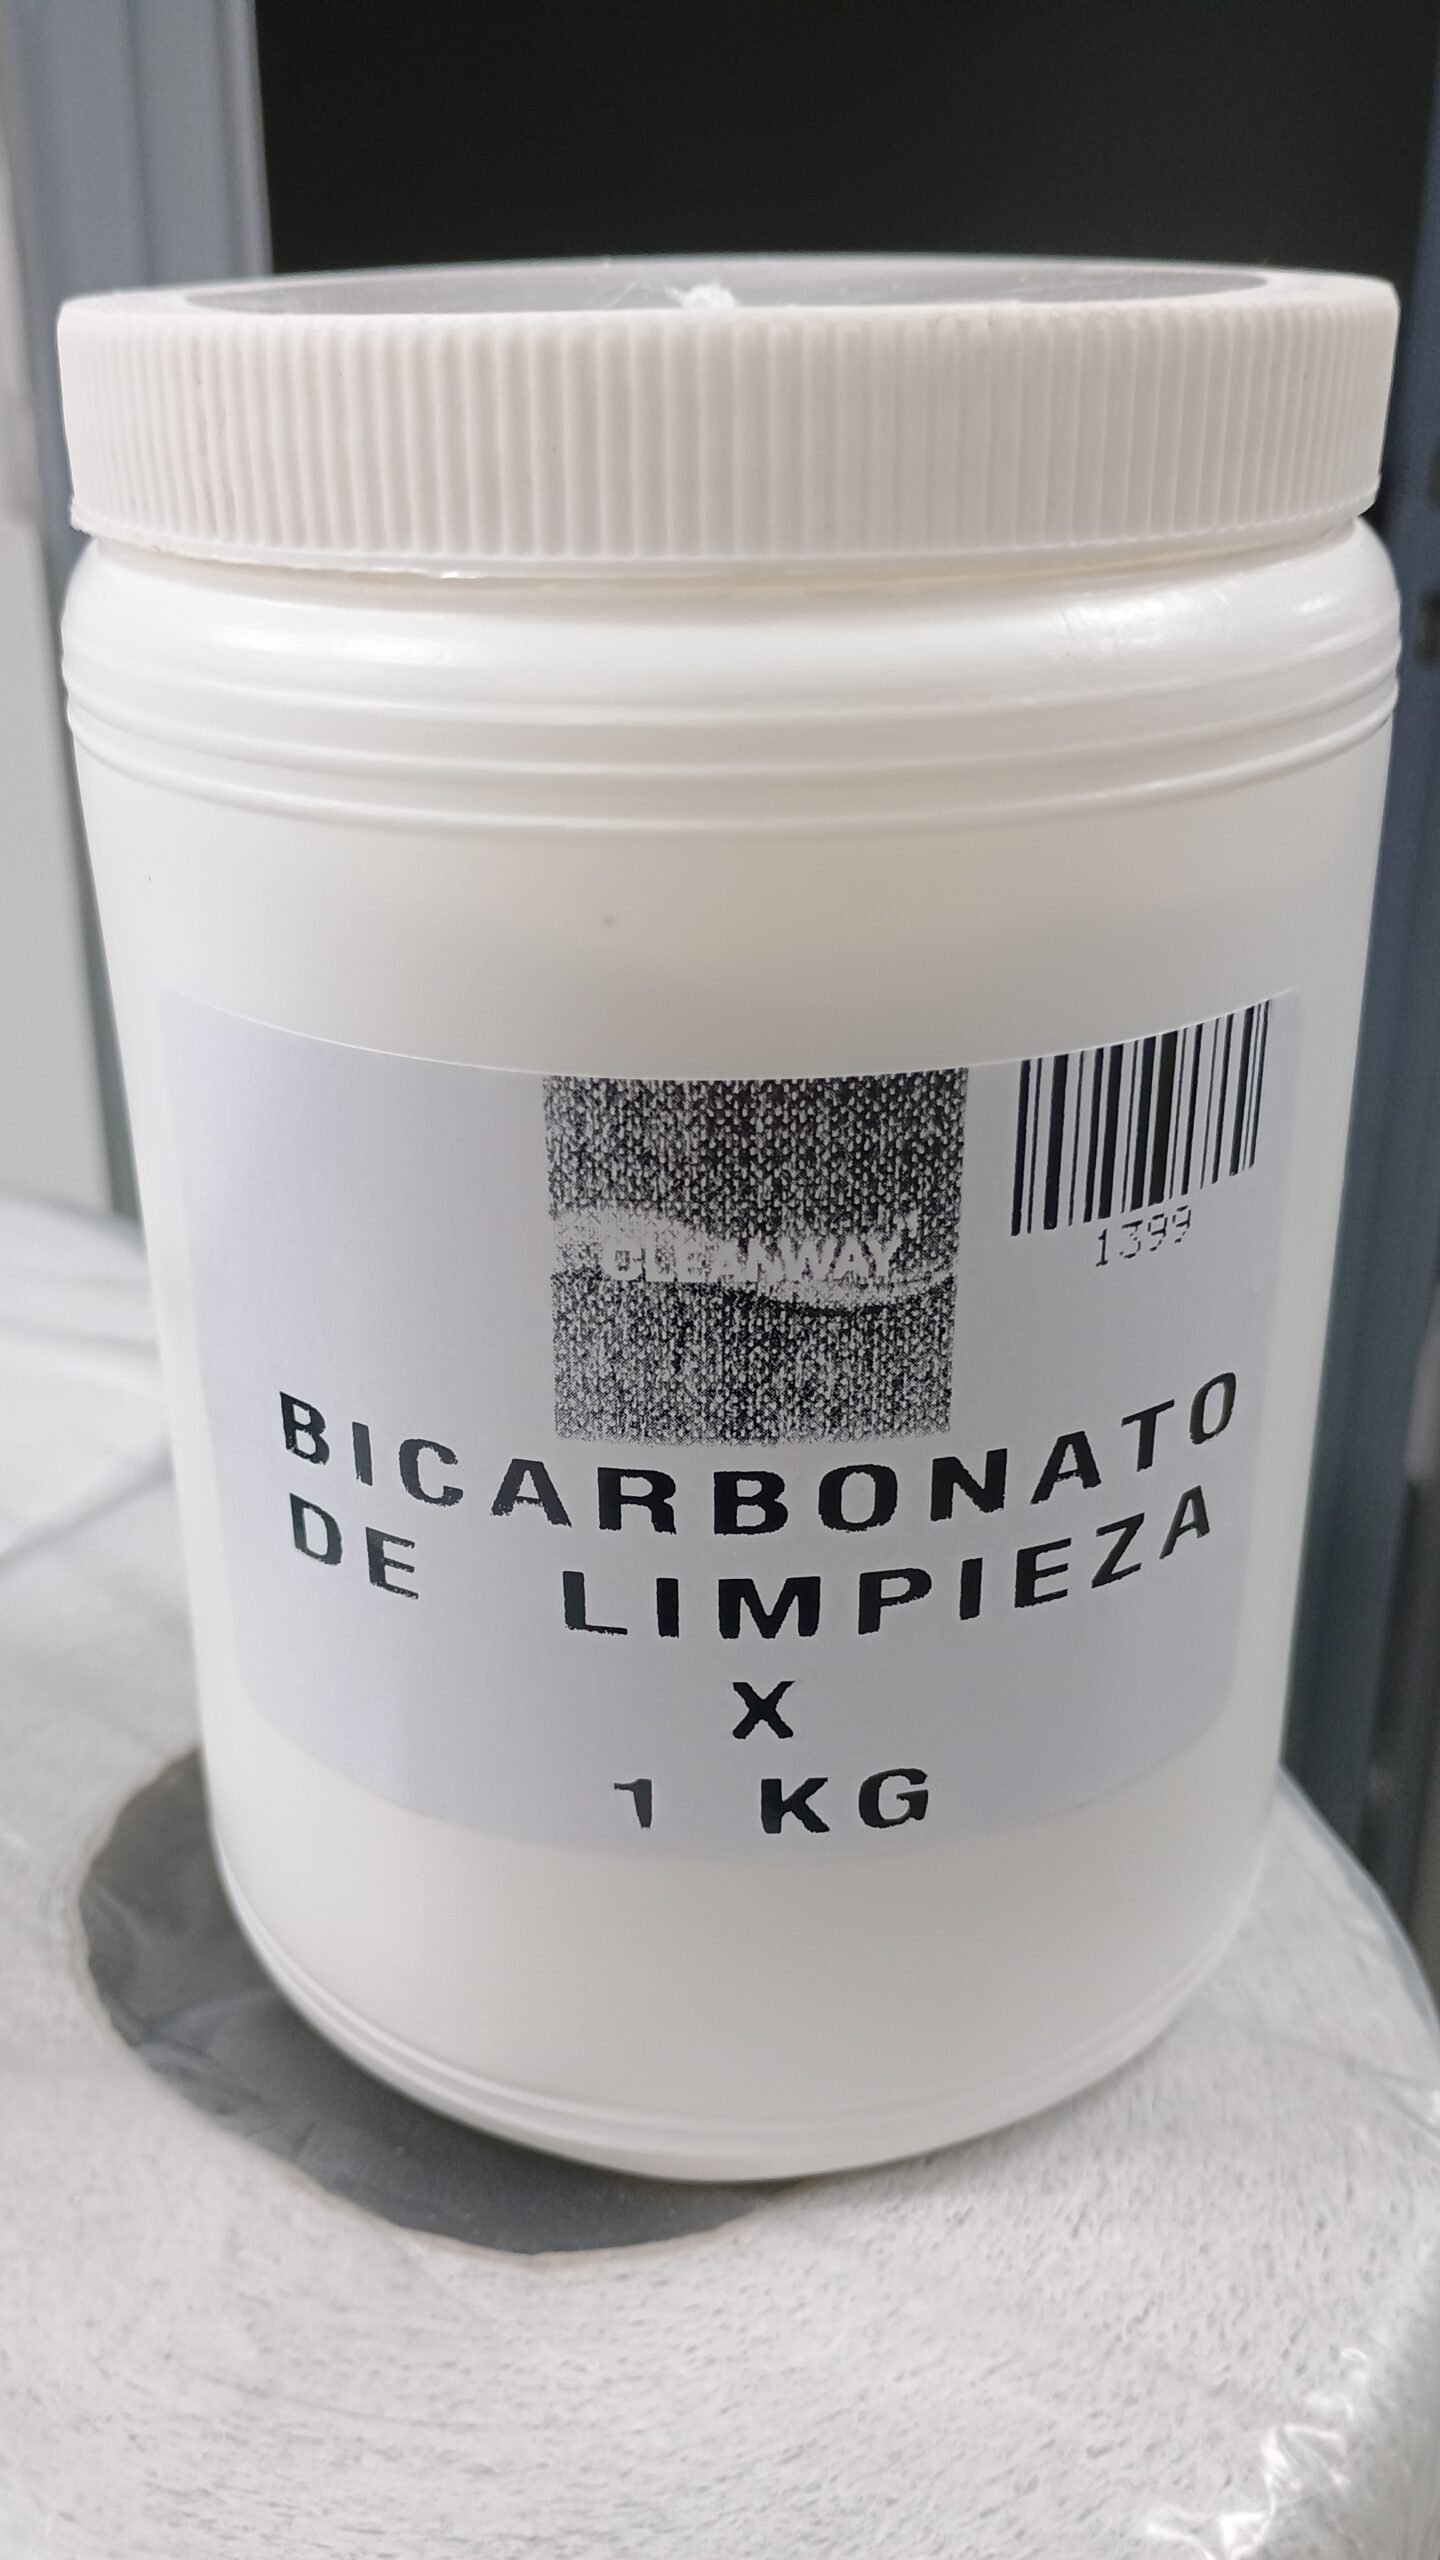 CLEANWAY
1399
BICARBONATO
DE LIMPIEZA
X
1 KG